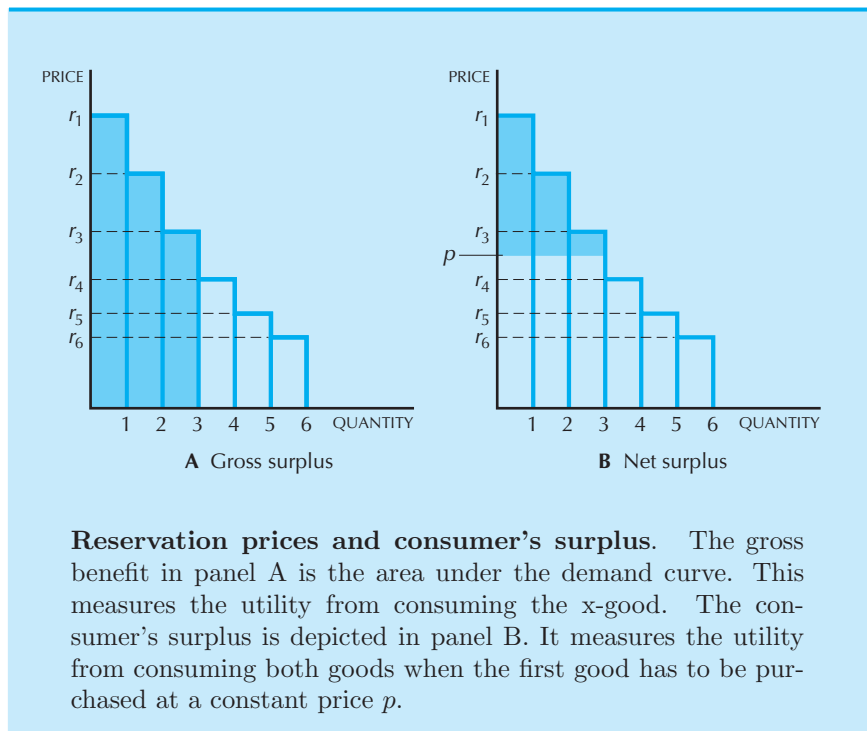 PRICE
r1
r2
r3
r4
r5
r6
1 2 3 4 5 6 QUANTITY
A Gross surplus
PRICE
r1
r2
r3
p
r4
r5
r6
1 2 3 4 5 6 QUANTITY
B Net surplus
Reservation prices and consumer's surplus. The gross
benefit in panel A is the area under the demand curve. This
measures the utility from consuming the x-good. The con-
sumer's surplus is depicted in panel B. It measures the utility
from consuming both goods when the first good has to be pur-
chased at a constant price p.